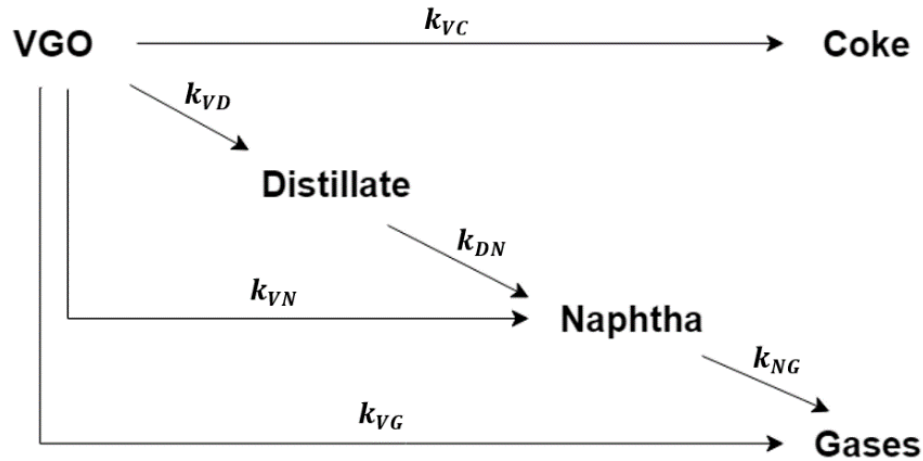 k_VC
VGO Coke
k_VD
Distillate
k_DN
k_VN
Naphtha
k_NG
k_VG
Gases